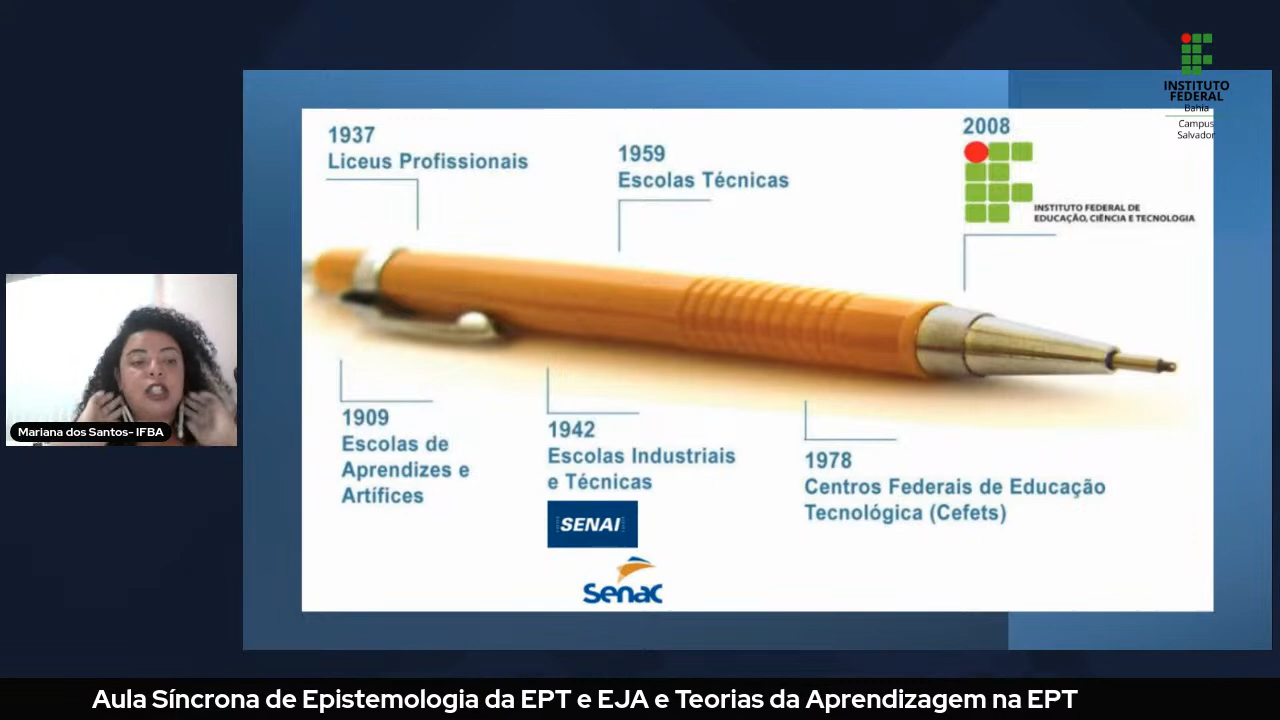 INSTITUTO
FEDERAL
Bahia
Campus
Salvador
1937
Liceus Profissionais
1959
Escolas Técnicas
2008
INSTITUTO FEDERAL DE
EDUCAÇÃO, CIÊNCIA E TECNOLOGIA
1909
Escolas de
Aprendizes e
Artífices
1942
Escolas Industriais
e Técnicas
SENAI
Senac
1978
Centros Federais de Educação
Tecnológica (Cefets)
Mariana dos Santos- IFBA
Aula Síncrona de Epistemologia da EPT e EJA e Teorias da Aprendizagem na EPT